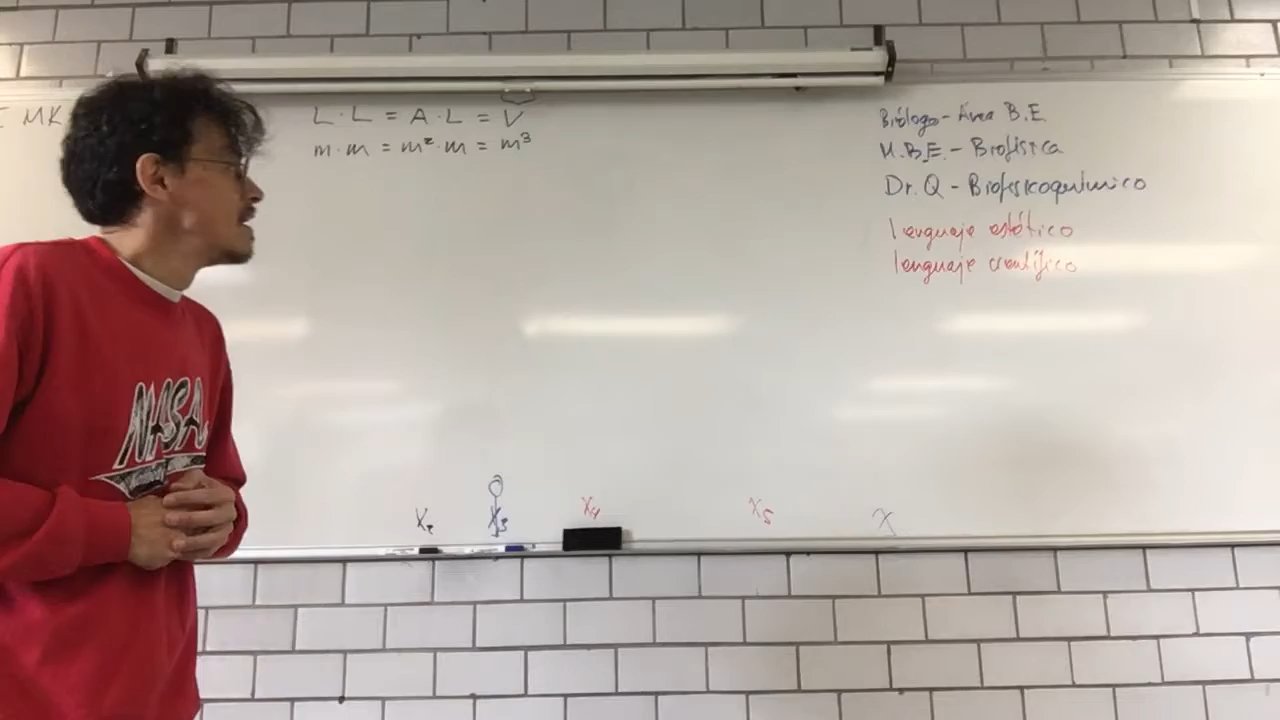 I MK
L · L = A · L = V
m · m = m² · m = m³
Biólogo - Área B.E.
M.B.E. - Biofísica
Dr. Q - Biofisicoquímico
lenguaje estético
lenguaje científico
NASA
X₂
X₃
X₄
X₅
X